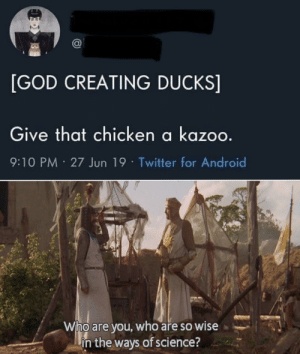 @
[GOD CREATING DUCKS]
Give that chicken a kazoo.
9:10 PM · 27 Jun 19 · Twitter for Android
Who are you, who are so wise
in the ways of science?